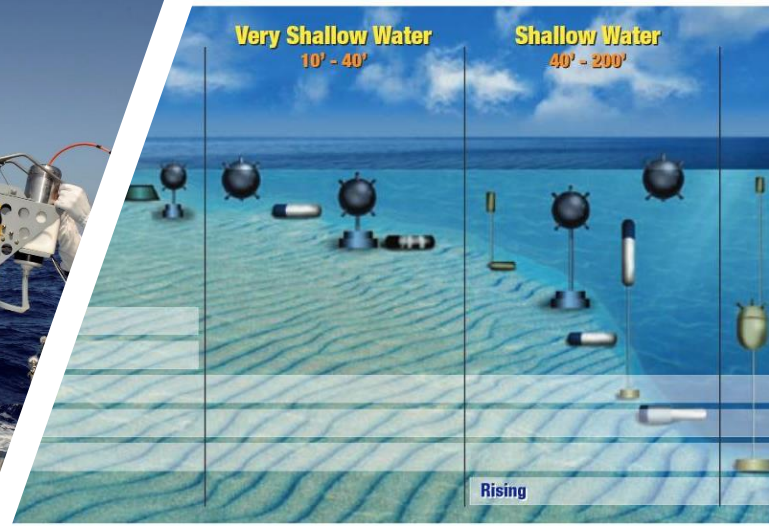 Very Shallow Water
10' - 40'
Shallow Water
40' - 200'
Rising